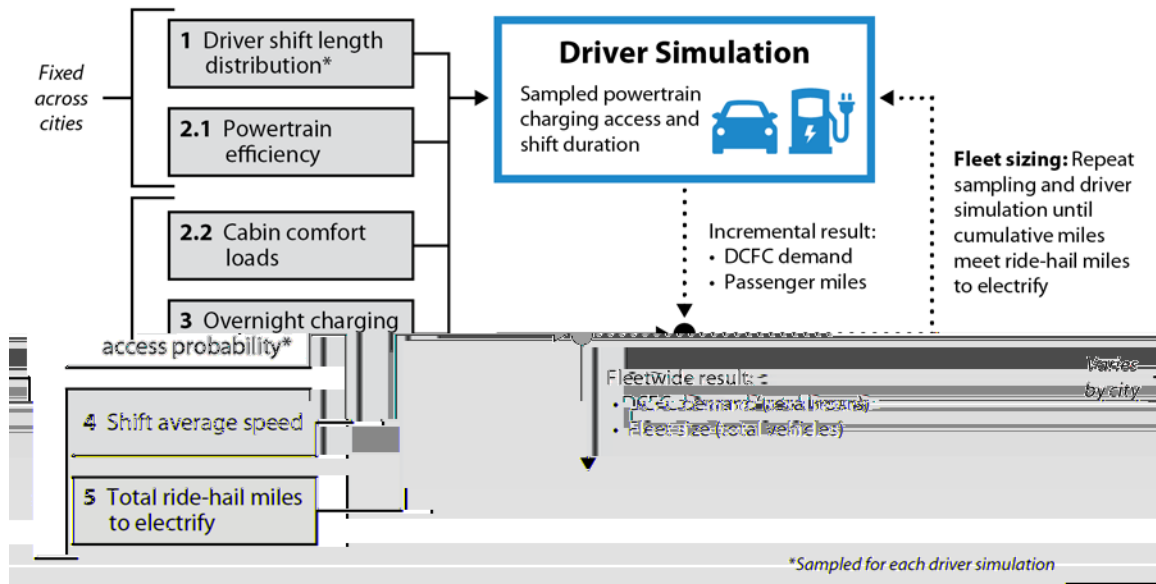 Fixed
across
cities
1 Driver shift length
distribution*
2.1 Powertrain
efficiency
2.2 Cabin comfort
loads
3 Overnight charging
access probability*
4 Shift average speed
5 Total ride-hail miles
to electrify
Driver Simulation
Sampled powertrain
charging access and
shift duration
Incremental result:
• DCFC demand
• Passenger miles
Fleet sizing: Repeat
sampling and driver
simulation until
cumulative miles
meet ride-hail miles
to electrify
Fleetwide result:
• DCFC demand
• Fleet size (total vehicles)
Varies
by city
*Sampled for each driver simulation